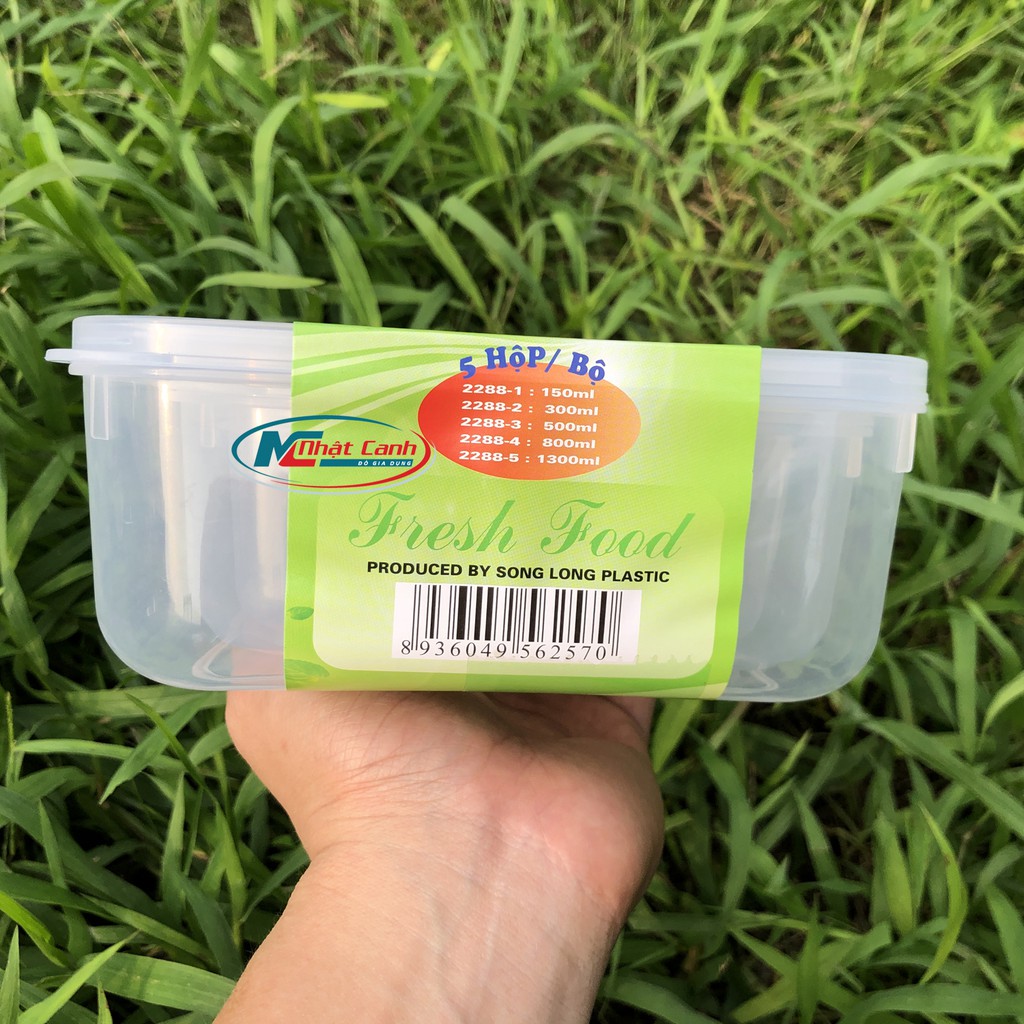 5 HộP/ Bộ
2288-1 : 150ml
2288-2 : 300ml
2288-3 : 500ml
2288-4 : 800ml
2288-5 : 1300ml
NC Nhật Canh
ĐỒ GIA DỤNG
Fresh Food
PRODUCED BY SONG LONG PLASTIC
8 936049 562570